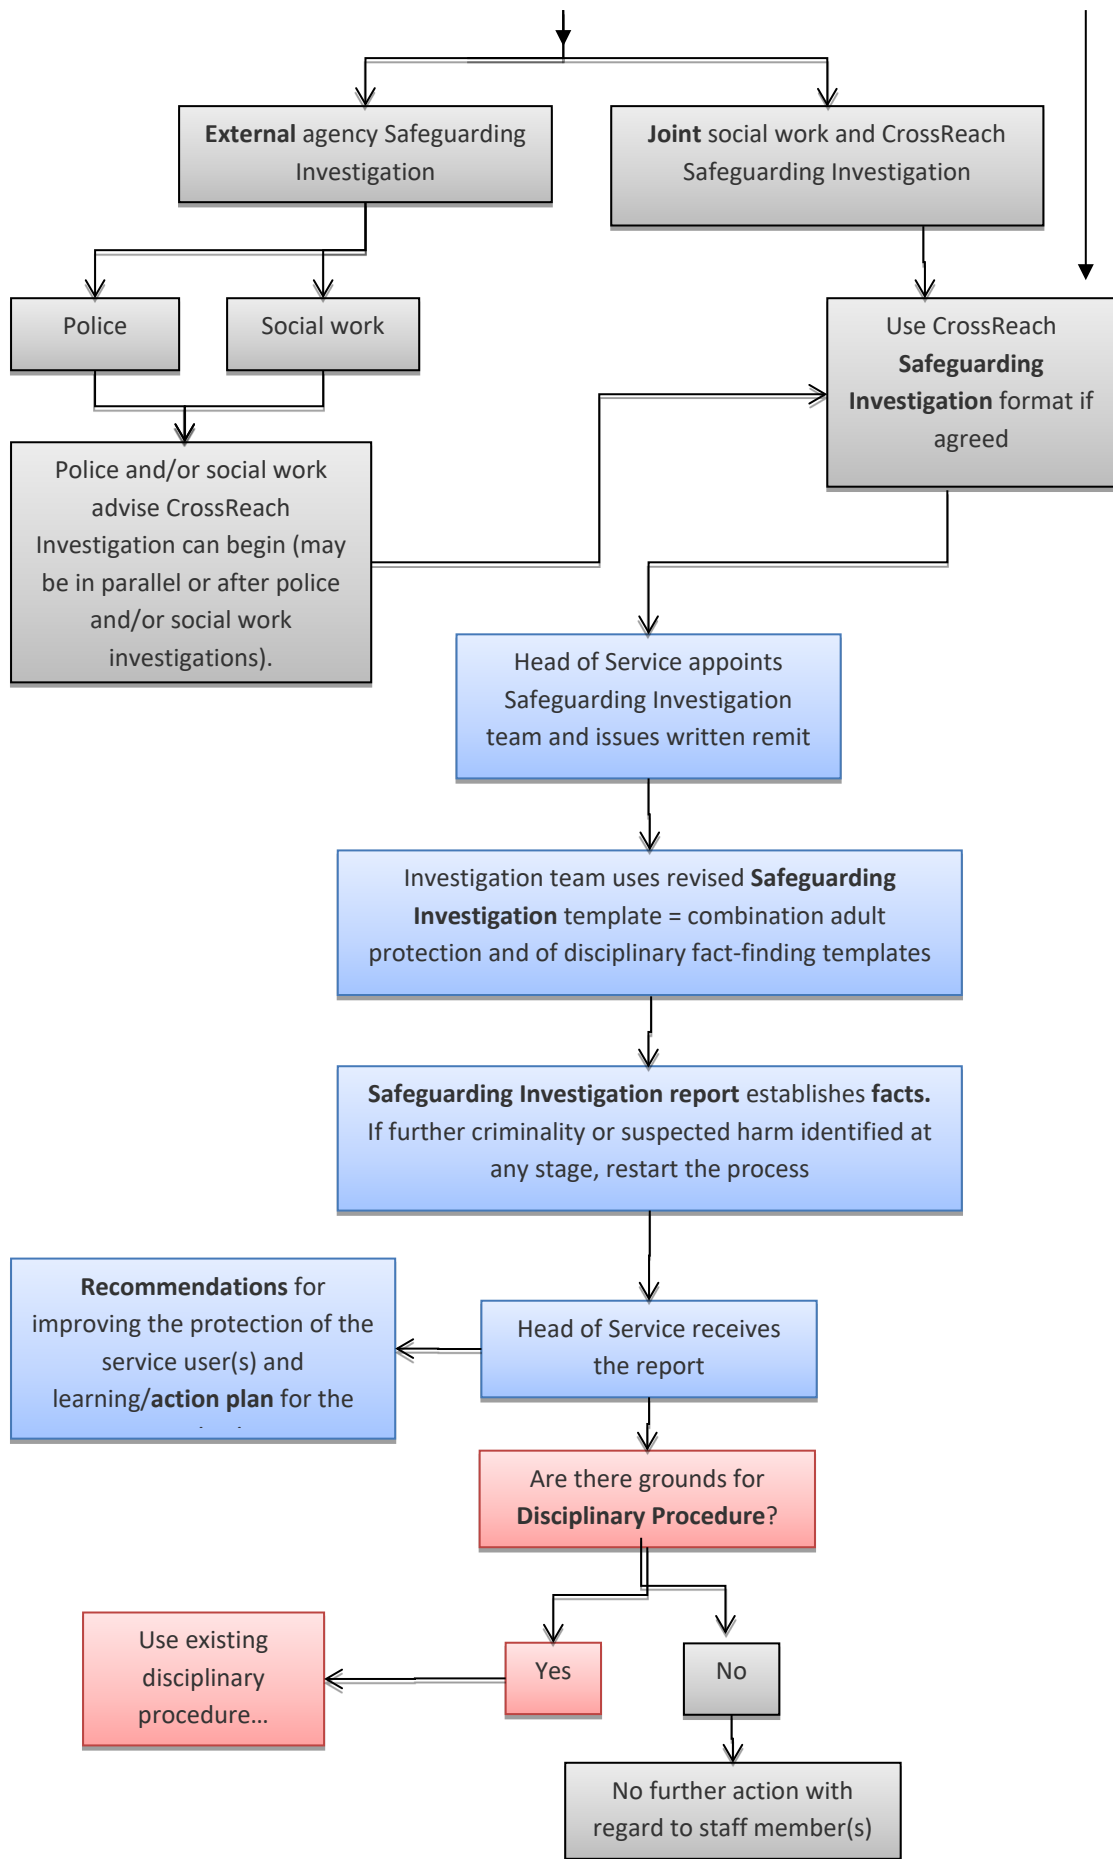 External agency Safeguarding
Investigation
Joint social work and CrossReach
Safeguarding Investigation
Police
Social work
Use CrossReach
Safeguarding
Investigation format if
agreed
Police and/or social work
advise CrossReach
Investigation can begin (may
be in parallel or after police
and/or social work
investigations).
Head of Service appoints
Safeguarding Investigation
team and issues written remit
Investigation team uses revised Safeguarding
Investigation template = combination adult
protection and of disciplinary fact-finding templates
Safeguarding Investigation report establishes facts.
If further criminality or suspected harm identified at
any stage, restart the process
Recommendations for
improving the protection of the
service user(s) and
learning/action plan for the
Head of Service receives
the report
Are there grounds for
Disciplinary Procedure?
Use existing
disciplinary
procedure...
Yes
No
No further action with
regard to staff member(s)